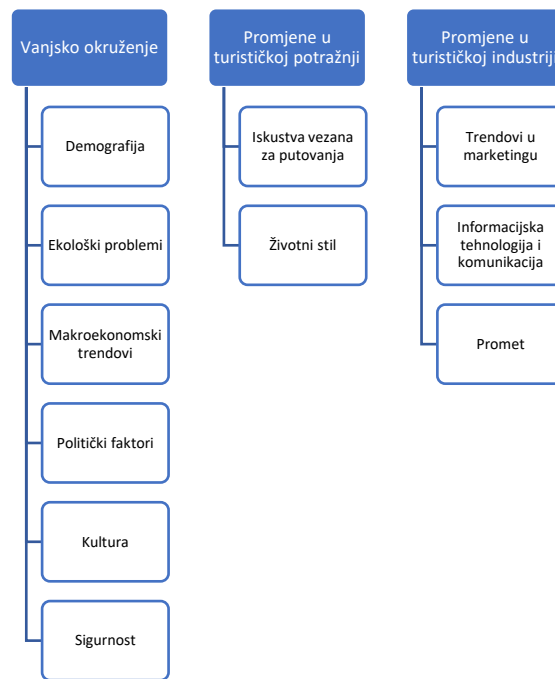 Vanjsko okruženje
Demografija
Ekološki problemi
Makroekonomski
trendovi
Politički faktori
Kultura
Sigurnost
Promjene u
turističkoj potražnji
Iskustva vezana
za putovanja
Životni stil
Promjene u
turističkoj industriji
Trendovi u
marketingu
Informacijska
tehnologija i
komunikacija
Promet